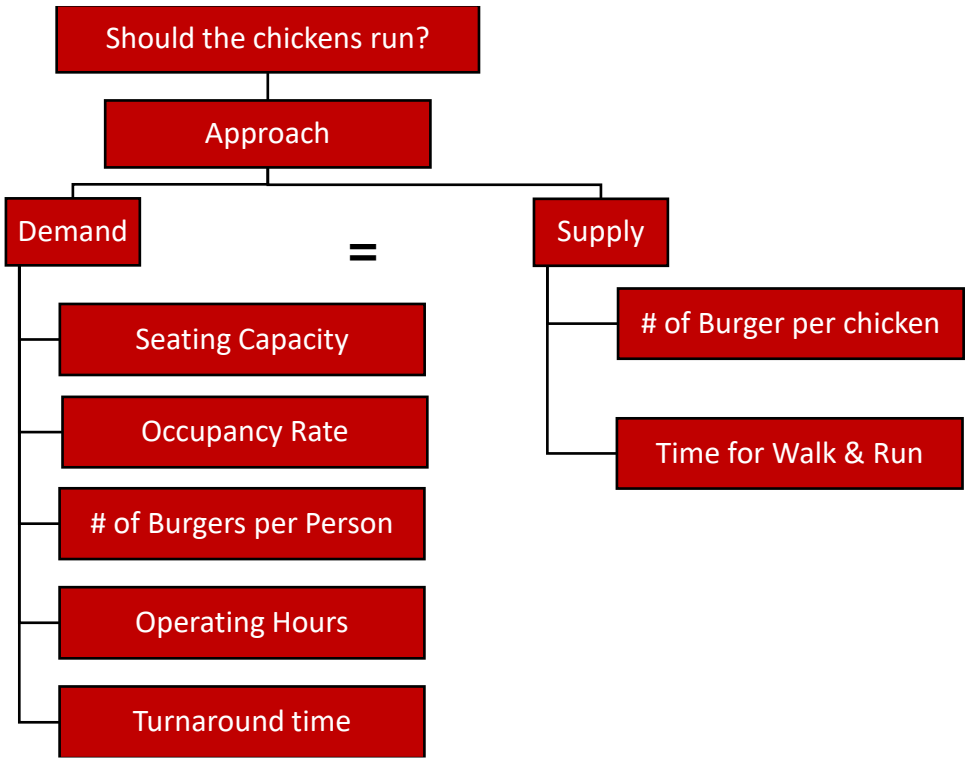 Should the chickens run?
Approach
Demand
=
Supply
Seating Capacity
Occupancy Rate
# of Burgers per Person
Operating Hours
Turnaround time
# of Burger per chicken
Time for Walk & Run